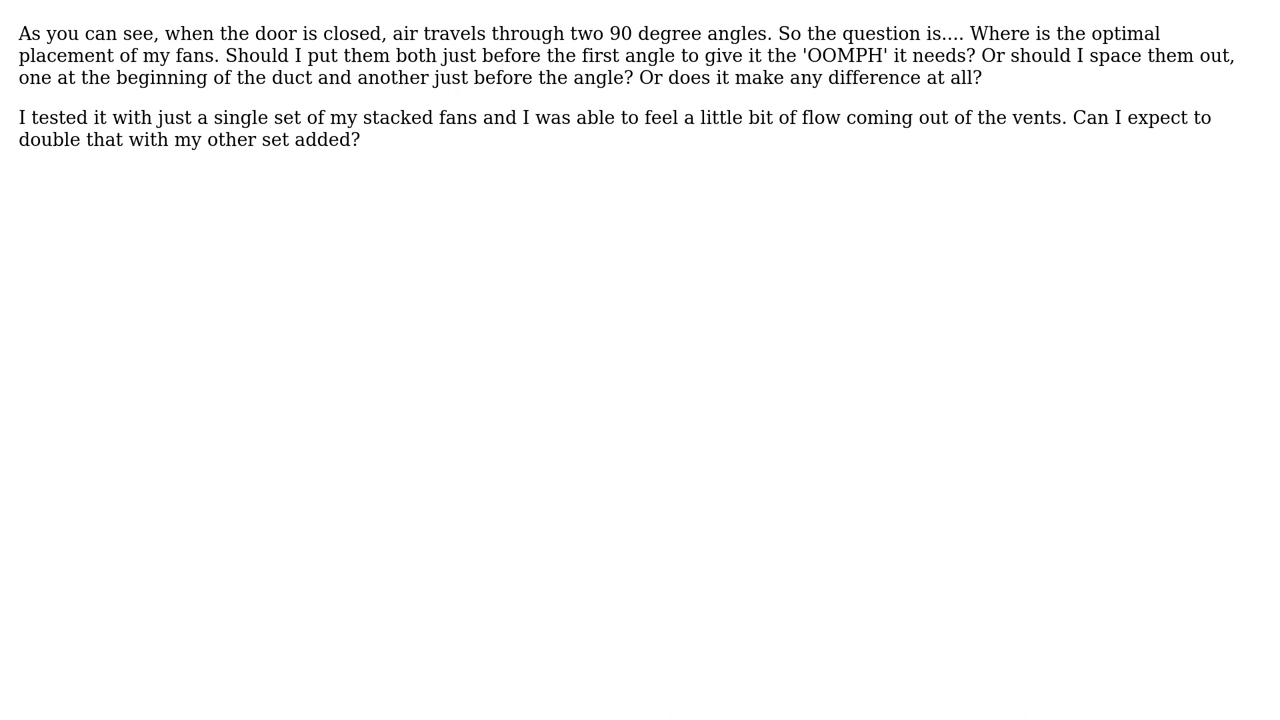 As you can see, when the door is closed, air travels through two 90 degree angles. So the question is.... Where is the optimal
placement of my fans. Should I put them both just before the first angle to give it the 'OOMPH' it needs? Or should I space them out,
one at the beginning of the duct and another just before the angle? Or does it make any difference at all?
I tested it with just a single set of my stacked fans and I was able to feel a little bit of flow coming out of the vents. Can I expect to
double that with my other set added?